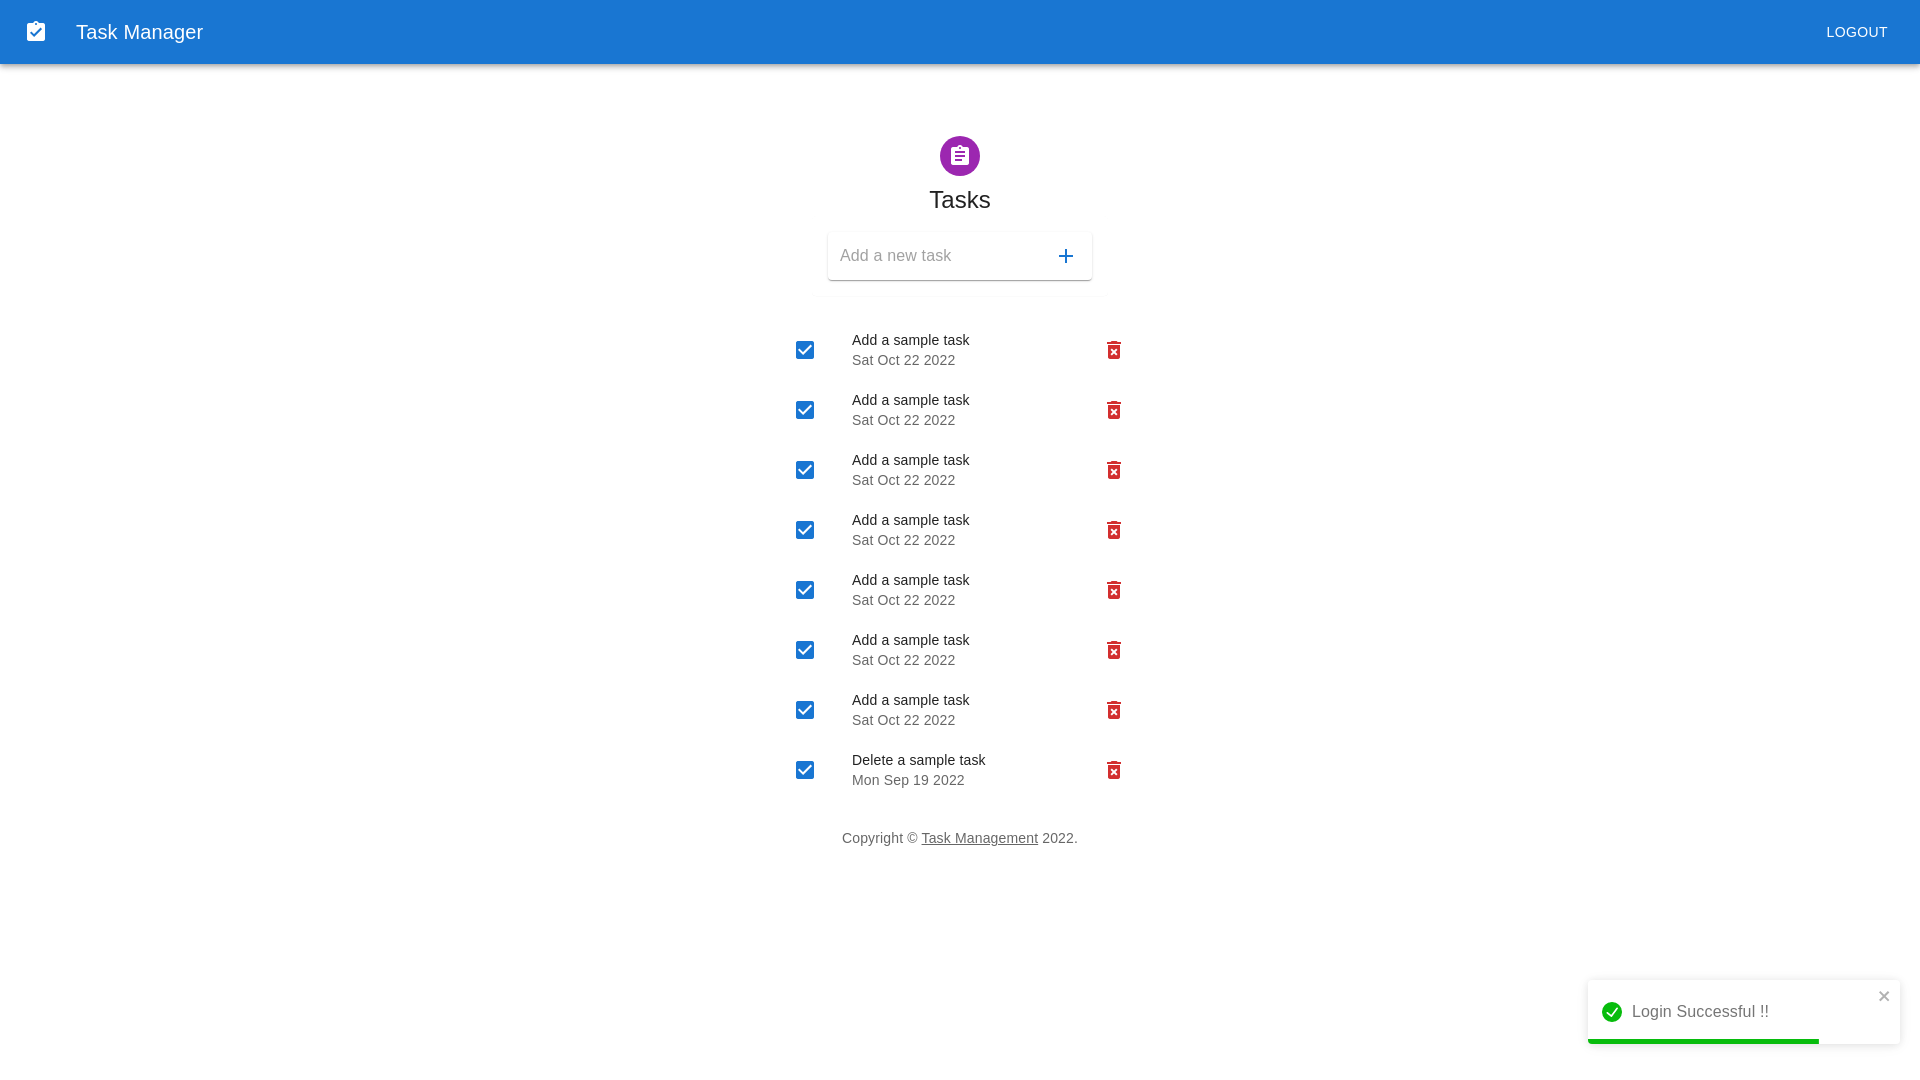 Task Manager
LOGOUT
Tasks
Add a new task
Add a sample task
Sat Oct 22 2022
Add a sample task
Sat Oct 22 2022
Add a sample task
Sat Oct 22 2022
Add a sample task
Sat Oct 22 2022
Add a sample task
Sat Oct 22 2022
Add a sample task
Sat Oct 22 2022
Add a sample task
Sat Oct 22 2022
Delete a sample task
Mon Sep 19 2022
Copyright © Task Management 2022.
Login Successful !!